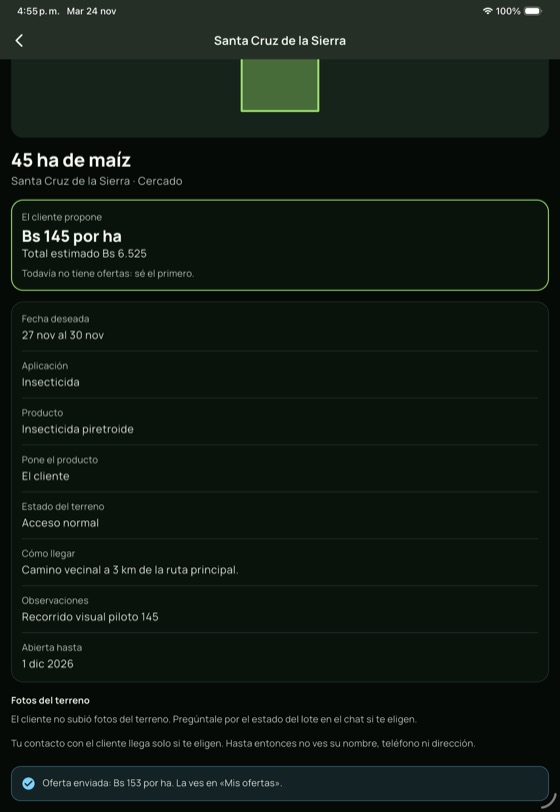 4:55 p. m. Mar 24 nov
100%
Santa Cruz de la Sierra
45 ha de maíz
Santa Cruz de la Sierra · Cercado
El cliente propone
Bs 145 por ha
Total estimado Bs 6.525
Todavía no tiene ofertas: sé el primero.
Fecha deseada
27 nov al 30 nov
Aplicación
Insecticida
Producto
Insecticida piretroide
Pone el producto
El cliente
Estado del terreno
Acceso normal
Cómo llegar
Camino vecinal a 3 km de la ruta principal.
Observaciones
Recorrido visual piloto 145
Abierta hasta
1 dic 2026
Fotos del terreno
El cliente no subió fotos del terreno. Pregúntale por el estado del lote en el chat si te eligen.
Tu contacto con el cliente llega solo si te eligen. Hasta entonces no ves su nombre, teléfono ni dirección.
Oferta enviada: Bs 153 por ha. La ves en «Mis ofertas».